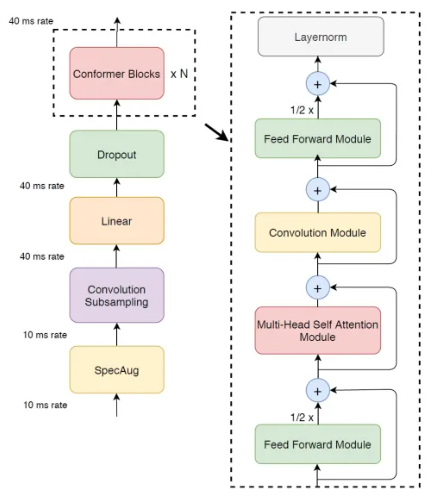 40 ms rate
Conformer Blocks
x N
Dropout
40 ms rate
Linear
40 ms rate
Convolution
Subsampling
10 ms rate
SpecAug
10 ms rate
Layernorm
+
1/2 x
Feed Forward Module
+
Convolution Module
+
Multi-Head Self Attention
Module
+
1/2 x
Feed Forward Module